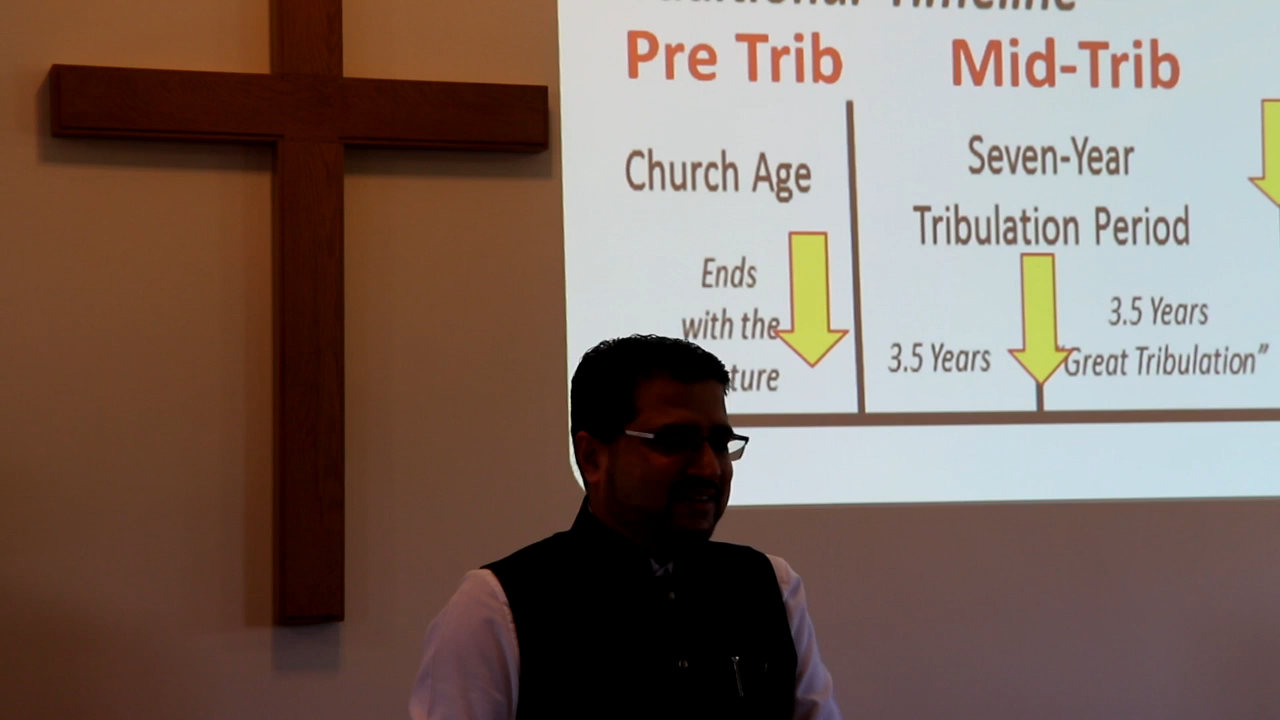 Timeline
Pre Trib
Mid-Trib
Church Age
Seven-Year
Tribulation Period
Ends
with the
3.5 Years
3.5 Years
"Great Tribulation"